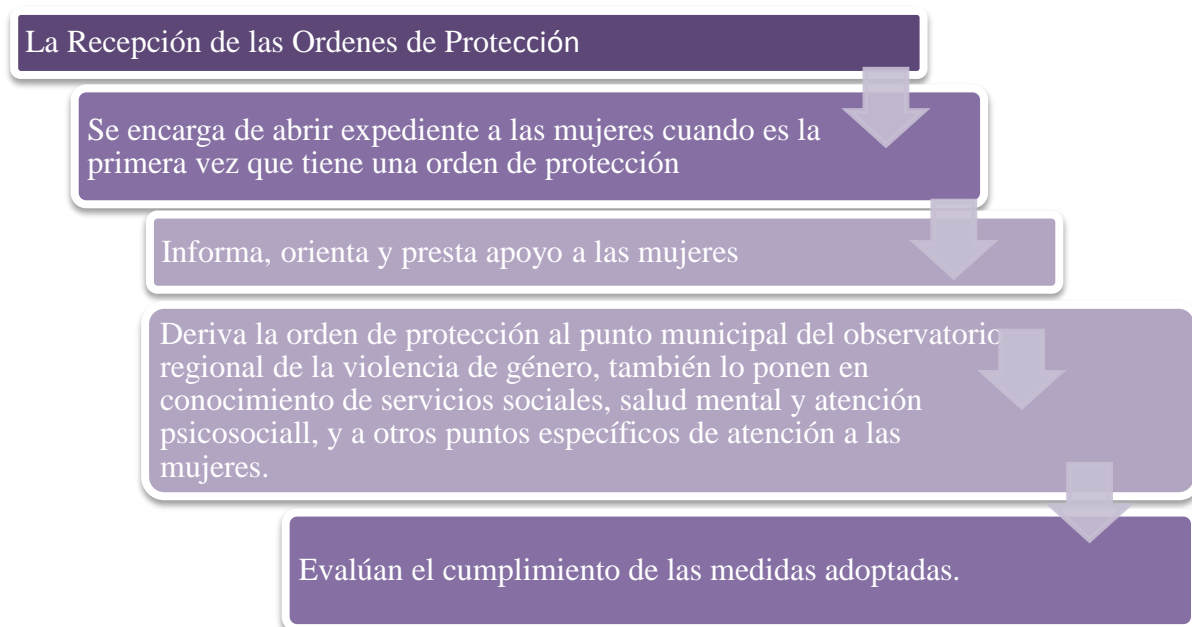 La Recepción de las Ordenes de Protección
Se encarga de abrir expediente a las mujeres cuando es la
primera vez que tiene una orden de protección
Informa, orienta y presta apoyo a las mujeres
Deriva la orden de protección al punto municipal del observatorio
regional de la violencia de género, también lo ponen en
conocimiento de servicios sociales, salud mental y atención
psicosociall, y a otros puntos específicos de atención a las
mujeres.
Evalúan el cumplimiento de las medidas adoptadas.